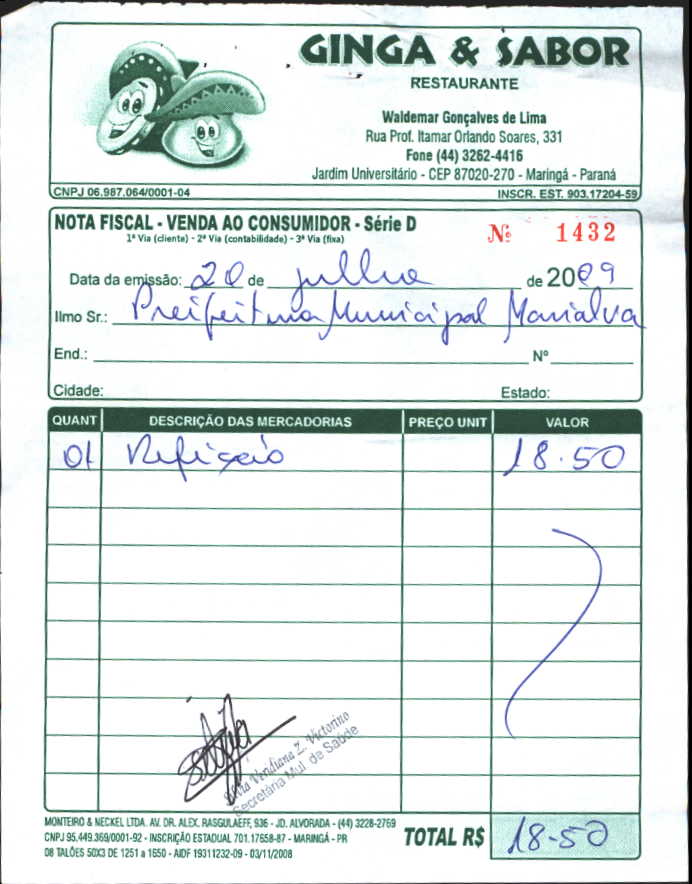 GINGA & SABOR
RESTAURANTE
Waldemar Gonçalves de Lima
Rua Prof. Itamar Orlando Soares, 331
Fone (44) 3262-4416
Jardim Universitário - CEP 87020-270 - Maringá - Paraná
CNPJ 06.987.064/0001-04 INSCR. EST. 903.17204-59
NOTA FISCAL - VENDA AO CONSUMIDOR - Série D
1ª Via (cliente) - 2ª Via (contabilidade) - 3ª Via (fixa)
Nº 1432
Data da emissão: 20 de julho de 2009
Ilmo Sr.: Preifeitura Municipal Marialva
End.: Nº
Cidade: Estado:
QUANT DESCRIÇÃO DAS MERCADORIAS PREÇO UNIT VALOR
01 Refição 18.50
Silvia Veridiana Z. Victorino
Secretária Mul. de Saúde
MONTEIRO & NECKEL LTDA. AV. DR. ALEX. RASGULAEFF, 936 - JD. ALVORADA - (44) 3228-2769
CNPJ 95.449.369/0001-92 - INSCRIÇÃO ESTADUAL 701.17658-87 - MARINGÁ - PR
08 TALÕES 50X3 DE 1251 a 1650 - AIDF 19311232-09 - 03/11/2008
TOTAL R$ 18-50